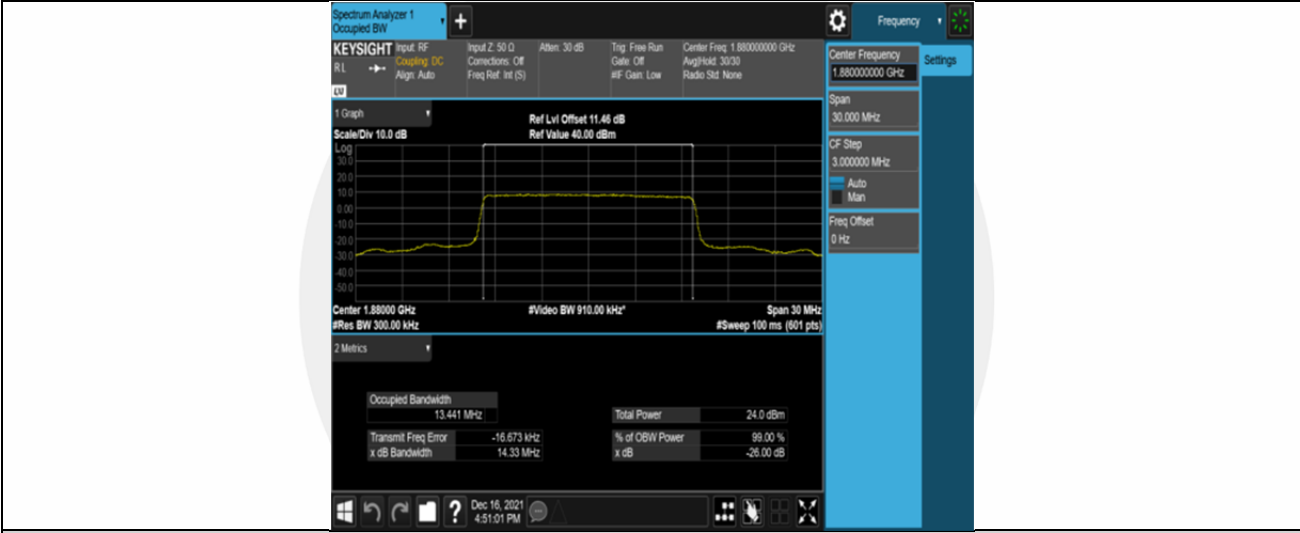 Spectrum Analyzer 1
Occupied BW
+
Frequency
KEYSIGHT
RL
Input: RF
Coupling: DC
Align: Auto
Input Z: 50 Ω
Corrections: Off
Freq Ref: Int (S)
Atten: 30 dB
Trig: Free Run
Gate: Off
#IF Gain: Low
Center Freq: 1.880000000 GHz
Avg|Hold: 30/30
Radio Std: None
Center Frequency
1.880000000 GHz
Settings
Span
30.000 MHz
CF Step
3.000000 MHz
Auto
Man
Freq Offset
0 Hz
1 Graph
Scale/Div 10.0 dB
Ref Lvl Offset 11.46 dB
Ref Value 40.00 dBm
Log
30.0
20.0
10.0
0.00
-10.0
-20.0
-30.0
-40.0
-50.0
Center 1.88000 GHz
#Video BW 910.00 kHz*
Span 30 MHz
#Res BW 300.00 kHz
#Sweep 100 ms (601 pts)
2 Metrics
Occupied Bandwidth
13.441 MHz
Total Power 24.0 dBm
Transmit Freq Error -16.673 kHz
% of OBW Power 99.00 %
x dB Bandwidth 14.33 MHz
x dB -26.00 dB
?
Dec 16, 2021
4:51:01 PM